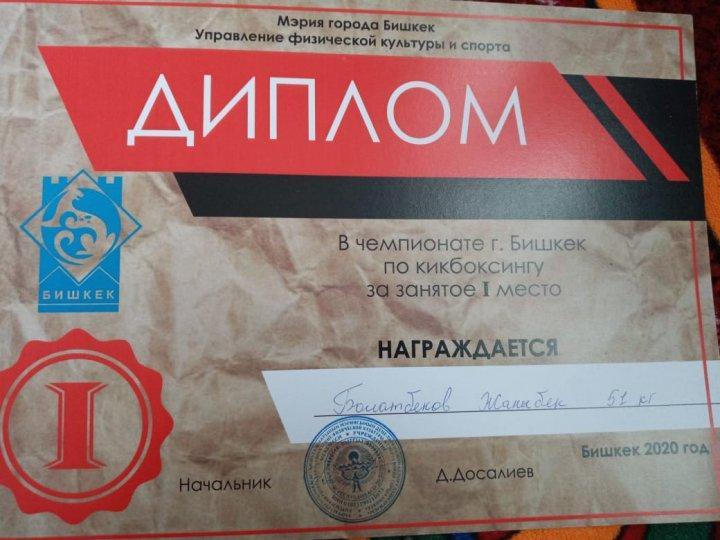 Мэрия города Бишкек
Управление физической культуры и спорта
ДИПЛОМ
БИШКЕК
В чемпионате г. Бишкек
по кикбоксингу
за занятое I место
НАГРАЖДАЕТСЯ
Болатбеков Жаныбек 51 кг
I
Бишкек 2020 год
Начальник
Д.Досалиев